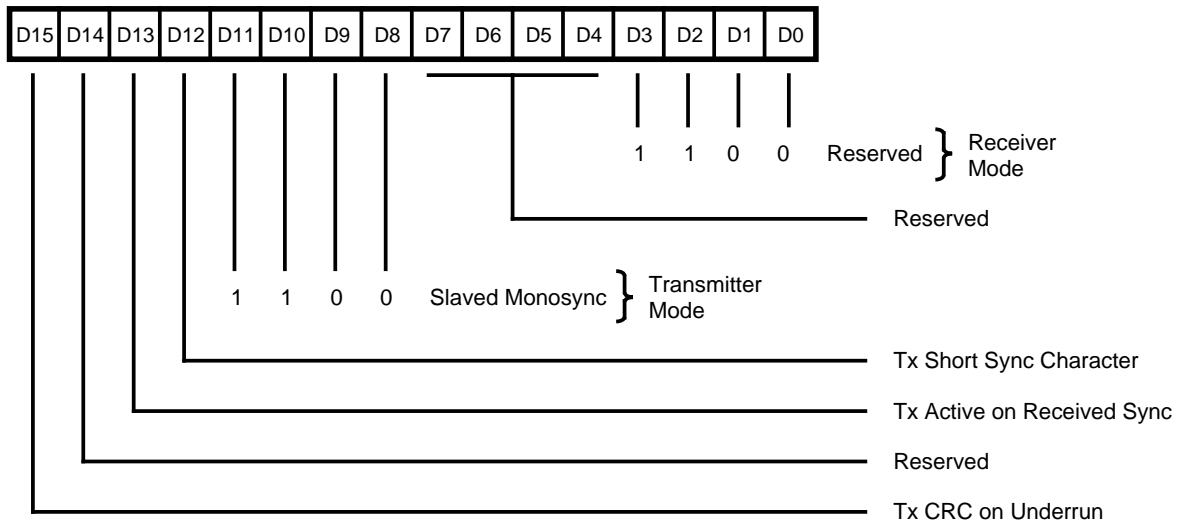 D15 D14 D13 D12 D11 D10 D9 D8 D7 D6 D5 D4 D3 D2 D1 D0
1 1 0 0 Reserved } Receiver
Mode
Reserved
1 1 0 0 Slaved Monosync } Transmitter
Mode
Tx Short Sync Character
Tx Active on Received Sync
Reserved
Tx CRC on Underrun